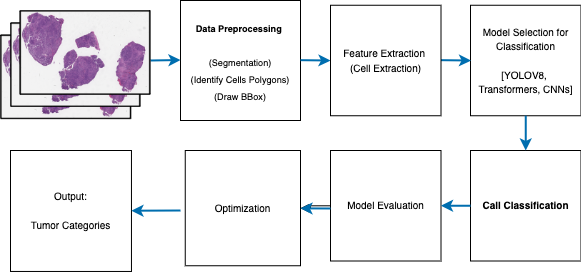 Data Preprocessing
(Segmentation)
(Identify Cells Polygons)
(Draw BBox)
Feature Extraction
(Cell Extraction)
Model Selection for
Classification
[YOLOV8,
Transformers, CNNs]
Call Classification
Model Evaluation
Optimization
Output:
Tumor Categories